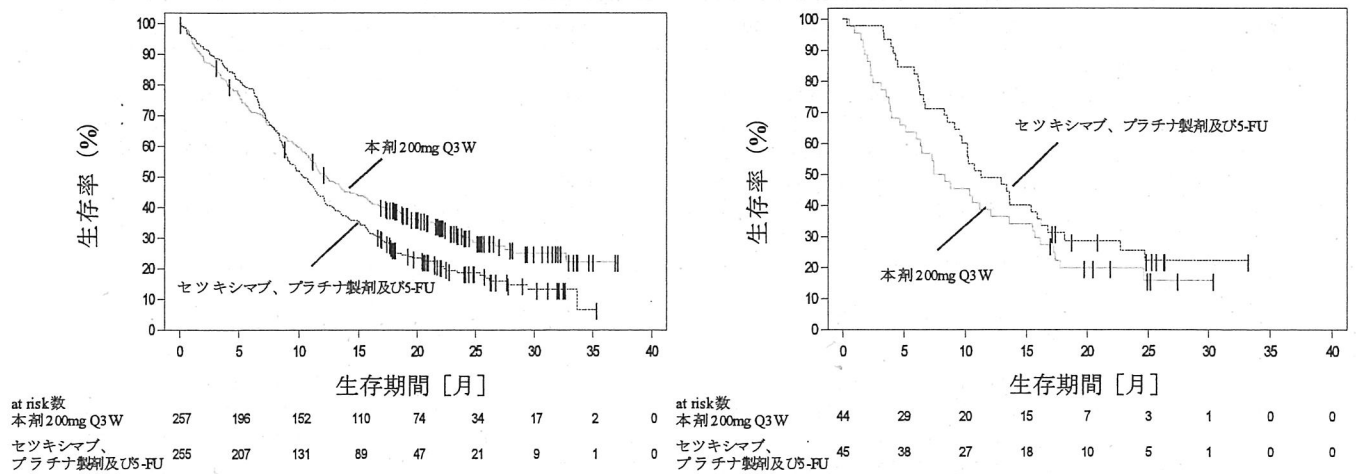 生存率 (%)
100
90
80
70
60
50
40
30
20
10
0
本剤200mg Q3W
セツキシマブ、プラチナ製剤及び5-FU
0 5 10 15 20 25 30 35 40
生存期間 [月]
at risk数
本剤200mg Q3W 257 196 152 110 74 34 17 2 0
セツキシマブ、
プラチナ製剤及び5-FU 255 207 131 89 47 21 9 1 0
生存率 (%)
100
90
80
70
60
50
40
30
20
10
0
セツキシマブ、プラチナ製剤及び5-FU
本剤200mg Q3W
0 5 10 15 20 25 30 35 40
生存期間 [月]
at risk数
本剤200mg Q3W 44 29 20 15 7 3 1 0 0
セツキシマブ、
プラチナ製剤及び5-FU 45 38 27 18 10 5 1 0 0